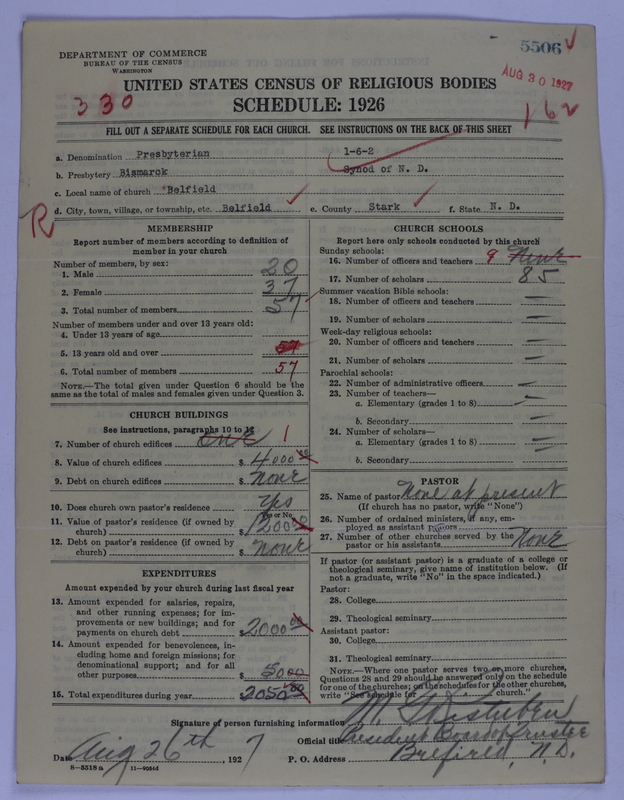 5506
DEPARTMENT OF COMMERCE
BUREAU OF THE CENSUS
WASHINGTON
AUG 30 1927
UNITED STATES CENSUS OF RELIGIOUS BODIES
330
SCHEDULE: 1926
162
FILL OUT A SEPARATE SCHEDULE FOR EACH CHURCH. SEE INSTRUCTIONS ON THE BACK OF THIS SHEET
a. Denomination Presbyterian 1-6-2
b. Presbytery Bismarck Synod of N. D.
c. Local name of church Belfield
d. City, town, village, or township, etc. Belfield e. County Stark f. State N. D.
R
MEMBERSHIP
Report number of members according to definition of
member in your church
Number of members, by sex:
1. Male 20
2. Female 37
3. Total number of members 57
Number of members under and over 13 years old:
4. Under 13 years of age
5. 13 years old and over 57
6. Total number of members 57
NOTE.—The total given under Question 6 should be the
same as the total of males and females given under Question 3.
CHURCH BUILDINGS
See instructions, paragraphs 10 to 12
7. Number of church edifices One 1
8. Value of church edifices $ 4000 00
9. Debt on church edifices $ None
10. Does church own pastor's residence Yes
Yes or No
11. Value of pastor's residence (if owned by
church) $ 1200 00
12. Debt on pastor's residence (if owned by
church) $ None
EXPENDITURES
Amount expended by your church during last fiscal year
13. Amount expended for salaries, repairs,
and other running expenses; for im-
provements or new buildings; and for
payments on church debt $ 2000 00
14. Amount expended for benevolences, in-
cluding home and foreign missions; for
denominational support; and for all
other purposes $ 50 00
15. Total expenditures during year $ 2050 00
CHURCH SCHOOLS
Report here only schools conducted by this church
Sunday schools:
16. Number of officers and teachers 9 Nine
17. Number of scholars 85
Summer vacation Bible schools:
18. Number of officers and teachers —
19. Number of scholars —
Week-day religious schools:
20. Number of officers and teachers —
21. Number of scholars —
Parochial schools:
22. Number of administrative officers —
23. Number of teachers—
a. Elementary (grades 1 to 8) —
b. Secondary —
24. Number of scholars—
a. Elementary (grades 1 to 8) —
b. Secondary —
PASTOR
25. Name of pastor None at present
(If church has no pastor, write "None")
26. Number of ordained ministers, if any, em-
ployed as assistant pastors
27. Number of other churches served by the
pastor or his assistants None
If pastor (or assistant pastor) is a graduate of a college or
theological seminary, give name of institution below. (If
not a graduate, write "No" in the space indicated.)
Pastor:
28. College
29. Theological seminary
Assistant pastor:
30. College
31. Theological seminary
NOTE.—Where one pastor serves two or more churches,
Questions 28 and 29 should be answered only on the schedule
for one of the churches; on the schedules for the other churches,
write "See schedule for church."
Signature of person furnishing information
Official title President Board of Trustee
Date Aug 26th, 1927 P. O. Address Belfield, N. D.
8-5518a 11-9024d